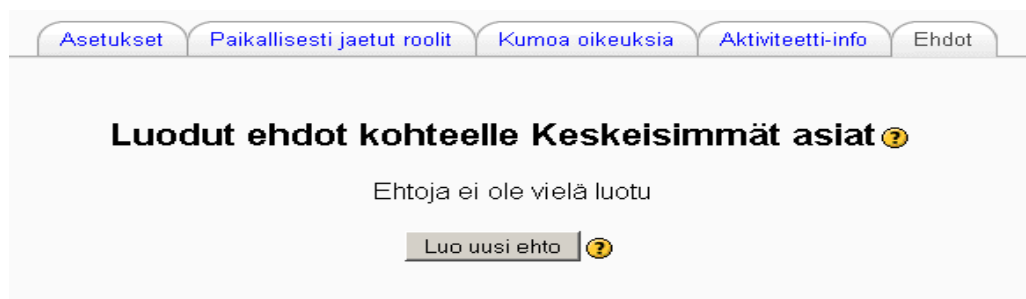 Asetukset Paikallisesti jaetut roolit Kumoa oikeuksia Aktiviteetti-info Ehdot
Luodut ehdot kohteelle Keskeisimmät asiat ?
Ehtoja ei ole vielä luotu
Luo uusi ehto ?